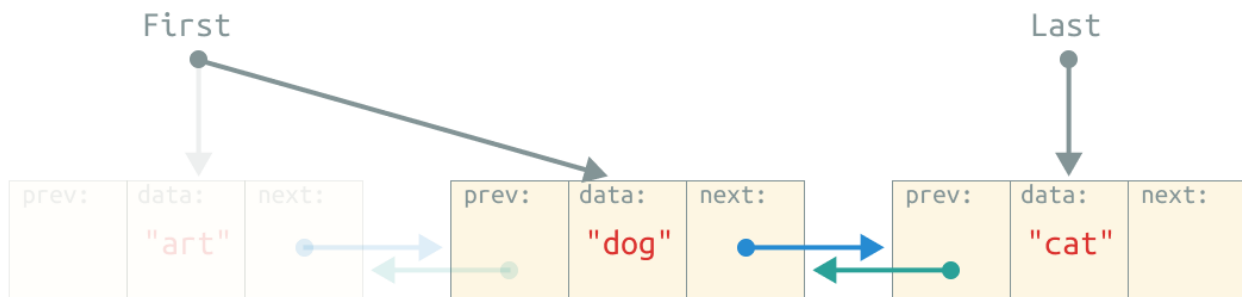 First Last
prev: data: next: prev: data: next: prev: data: next:
"art" "dog" "cat"